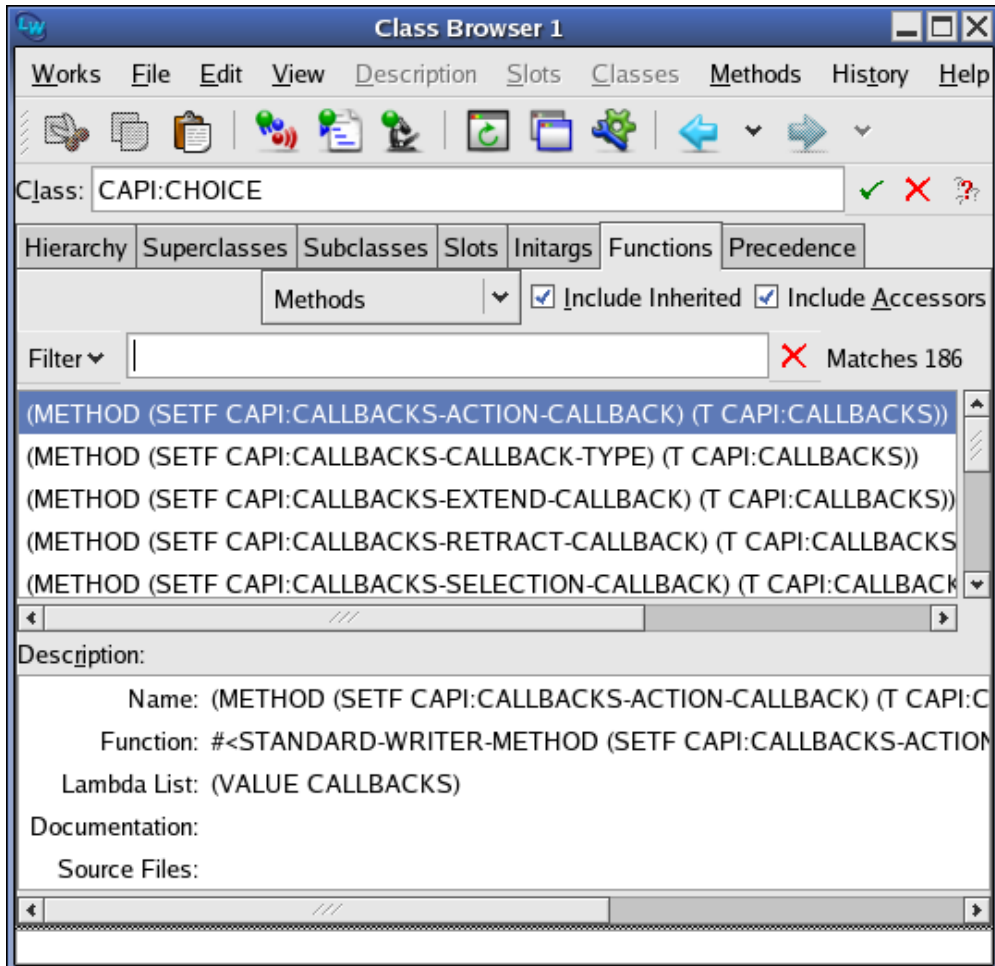 LW Class Browser 1
Works File Edit View Description Slots Classes Methods History Help
Class: CAPI:CHOICE
Hierarchy Superclasses Subclasses Slots Initargs Functions Precedence
Methods Include Inherited Include Accessors
Filter Matches 186
(METHOD (SETF CAPI:CALLBACKS-ACTION-CALLBACK) (T CAPI:CALLBACKS))
(METHOD (SETF CAPI:CALLBACKS-CALLBACK-TYPE) (T CAPI:CALLBACKS))
(METHOD (SETF CAPI:CALLBACKS-EXTEND-CALLBACK) (T CAPI:CALLBACKS))
(METHOD (SETF CAPI:CALLBACKS-RETRACT-CALLBACK) (T CAPI:CALLBACKS
(METHOD (SETF CAPI:CALLBACKS-SELECTION-CALLBACK) (T CAPI:CALLBACK
Description:
Name: (METHOD (SETF CAPI:CALLBACKS-ACTION-CALLBACK) (T CAPI:C
Function: #<STANDARD-WRITER-METHOD (SETF CAPI:CALLBACKS-ACTION
Lambda List: (VALUE CALLBACKS)
Documentation:
Source Files: